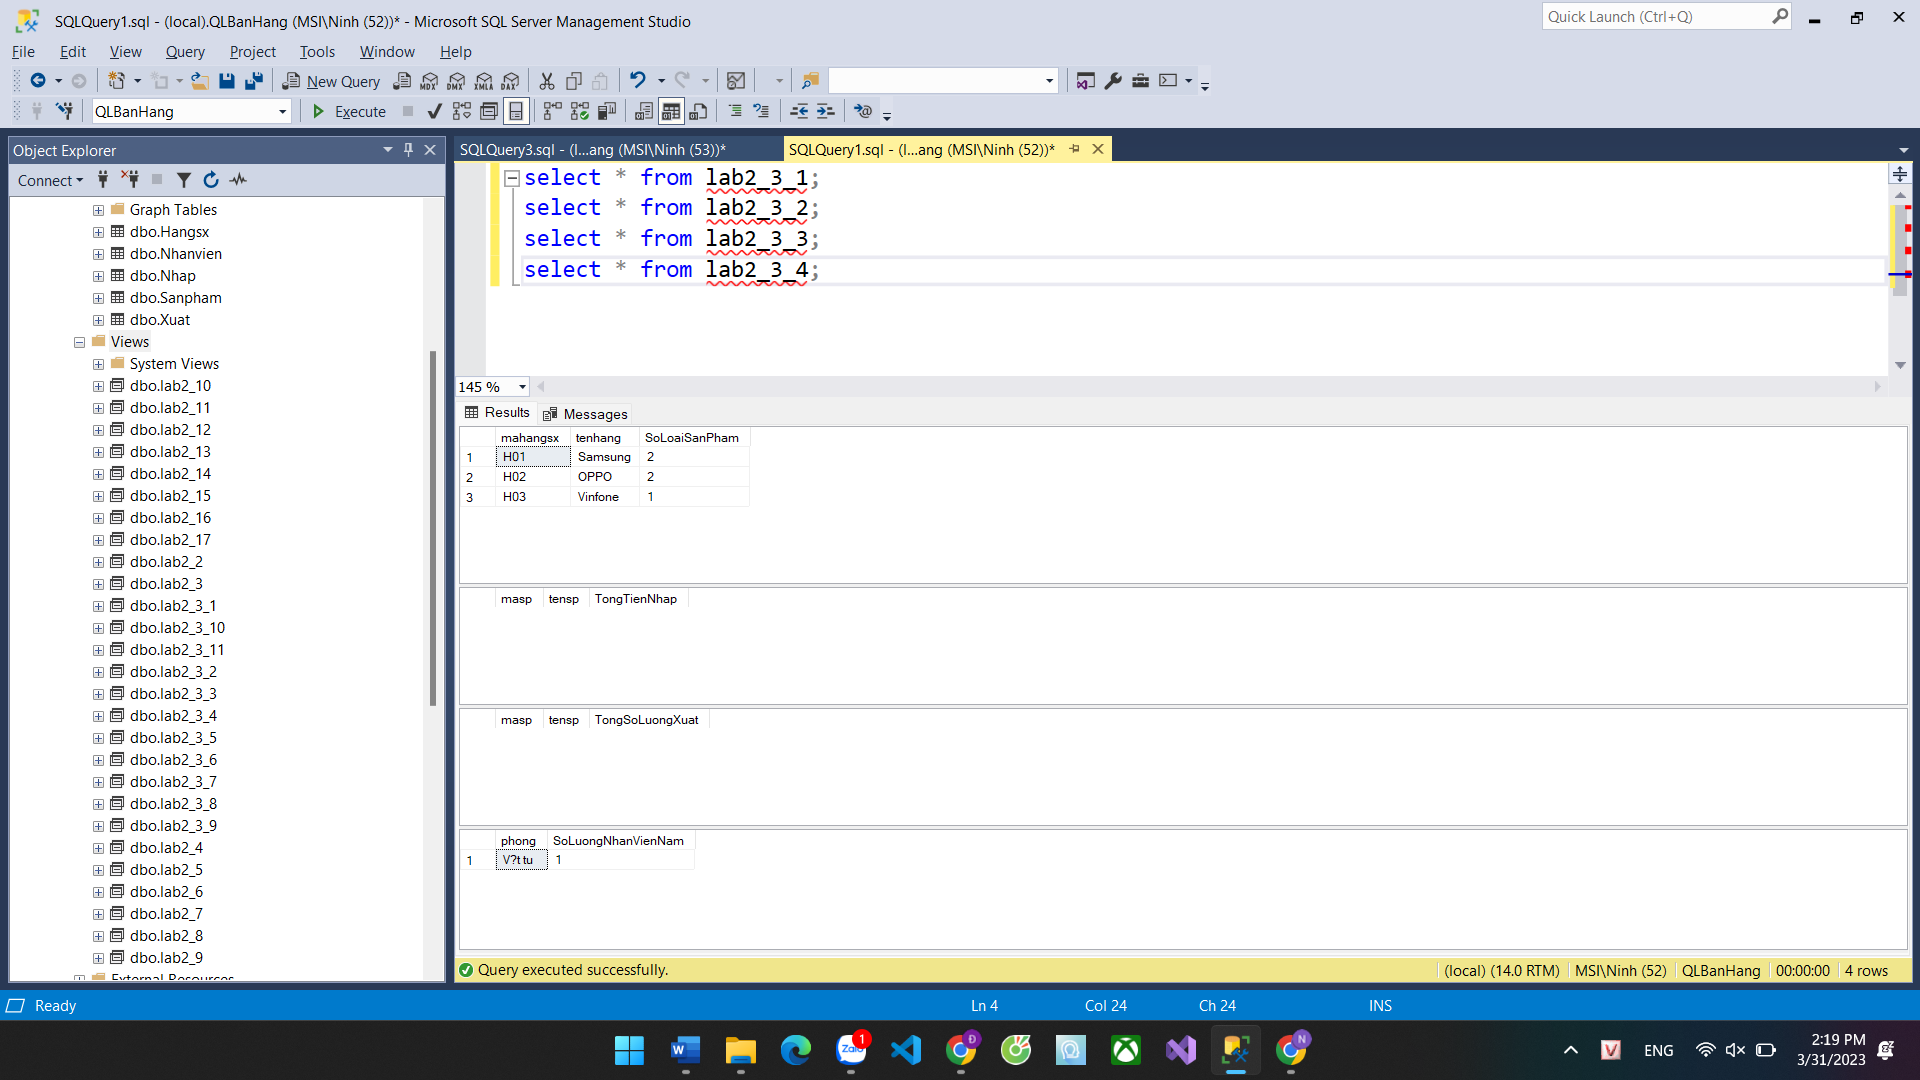 SQLQuery1.sql - (local).QLBanHang (MSI\Ninh (52))* - Microsoft SQL Server Management Studio
Quick Launch (Ctrl+Q)
File Edit View Query Project Tools Window Help
New Query
MDX DMX XMLA DAX
QLBanHang
Execute
Object Explorer
SQLQuery3.sql - (l...ang (MSI\Ninh (53))*
SQLQuery1.sql - (l...ang (MSI\Ninh (52))*
Connect
Graph Tables
dbo.Hangsx
dbo.Nhanvien
dbo.Nhap
dbo.Sanpham
dbo.Xuat
Views
System Views
dbo.lab2_10
dbo.lab2_11
dbo.lab2_12
dbo.lab2_13
dbo.lab2_14
dbo.lab2_15
dbo.lab2_16
dbo.lab2_17
dbo.lab2_2
dbo.lab2_3
dbo.lab2_3_1
dbo.lab2_3_10
dbo.lab2_3_11
dbo.lab2_3_2
dbo.lab2_3_3
dbo.lab2_3_4
dbo.lab2_3_5
dbo.lab2_3_6
dbo.lab2_3_7
dbo.lab2_3_8
dbo.lab2_3_9
dbo.lab2_4
dbo.lab2_5
dbo.lab2_6
dbo.lab2_7
dbo.lab2_8
dbo.lab2_9
External Resources
select * from lab2_3_1;
select * from lab2_3_2;
select * from lab2_3_3;
select * from lab2_3_4;
145 %
Results Messages
mahangsx tenhang SoLoaiSanPham
1 H01 Samsung 2
2 H02 OPPO 2
3 H03 Vinfone 1
masp tensp TongTienNhap
masp tensp TongSoLuongXuat
phong SoLuongNhanVienNam
1 V?t tu 1
Query executed successfully.
(local) (14.0 RTM) MSI\Ninh (52) QLBanHang 00:00:00 4 rows
Ready
Ln 4 Col 24 Ch 24 INS
Zalo
1
Đ
N
V
ENG
2:19 PM
3/31/2023